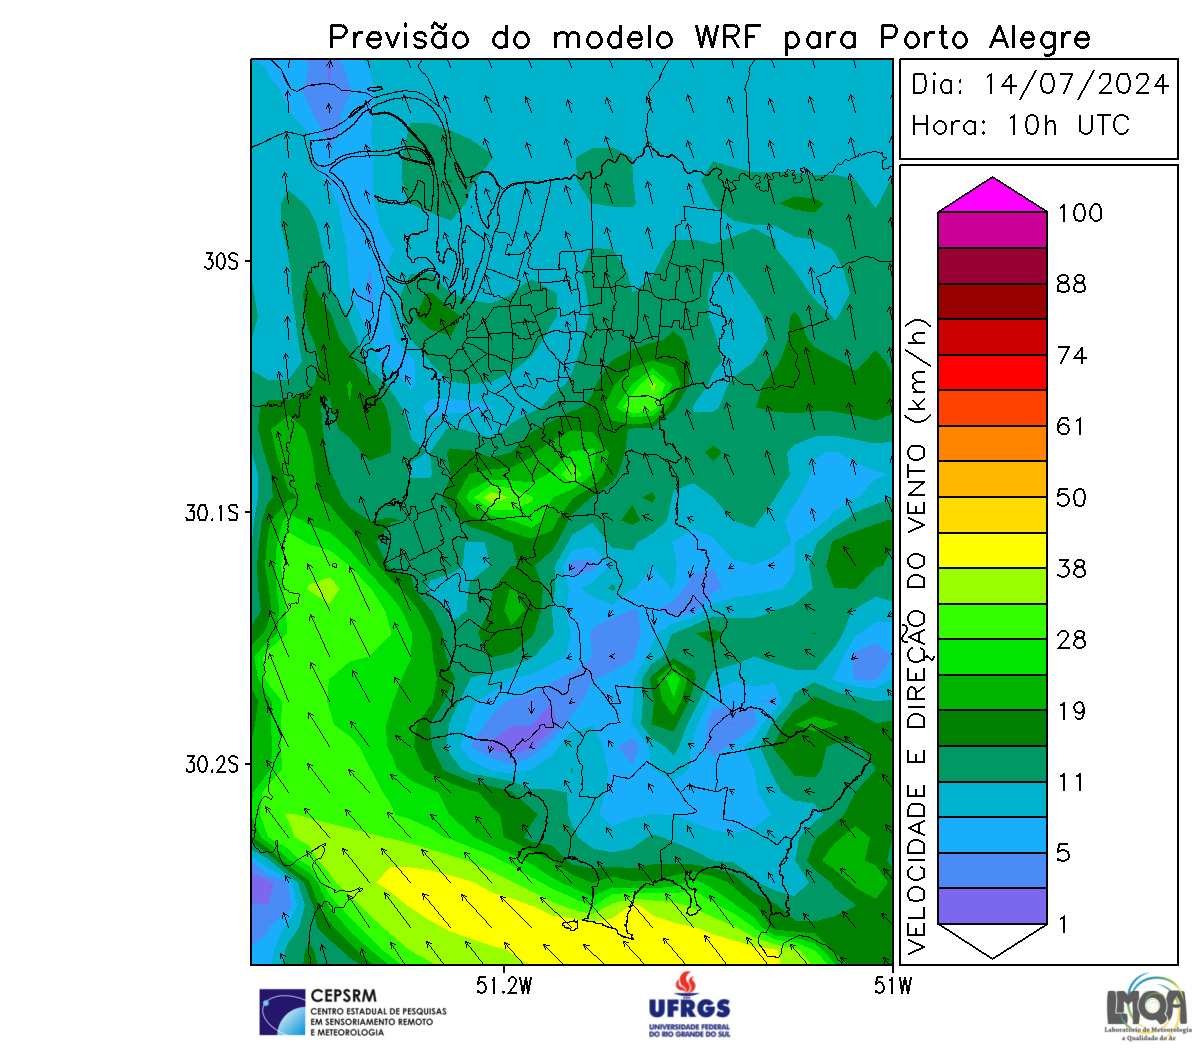 Previsão do modelo WRF para Porto Alegre
Dia: 14/07/2024
Hora: 10h UTC
30S
30.1S
30.2S
51.2W
51W
VELOCIDADE E DIREÇÃO DO VENTO (km/h)
100
88
74
61
50
38
28
19
11
5
1
CEPSRM
CENTRO ESTADUAL DE PESQUISAS
EM SENSORIAMENTO REMOTO
E METEOROLOGIA
UFRGS
UNIVERSIDADE FEDERAL
DO RIO GRANDE DO SUL
LMQA
Laboratório de Meteorologia
e Qualidade do Ar